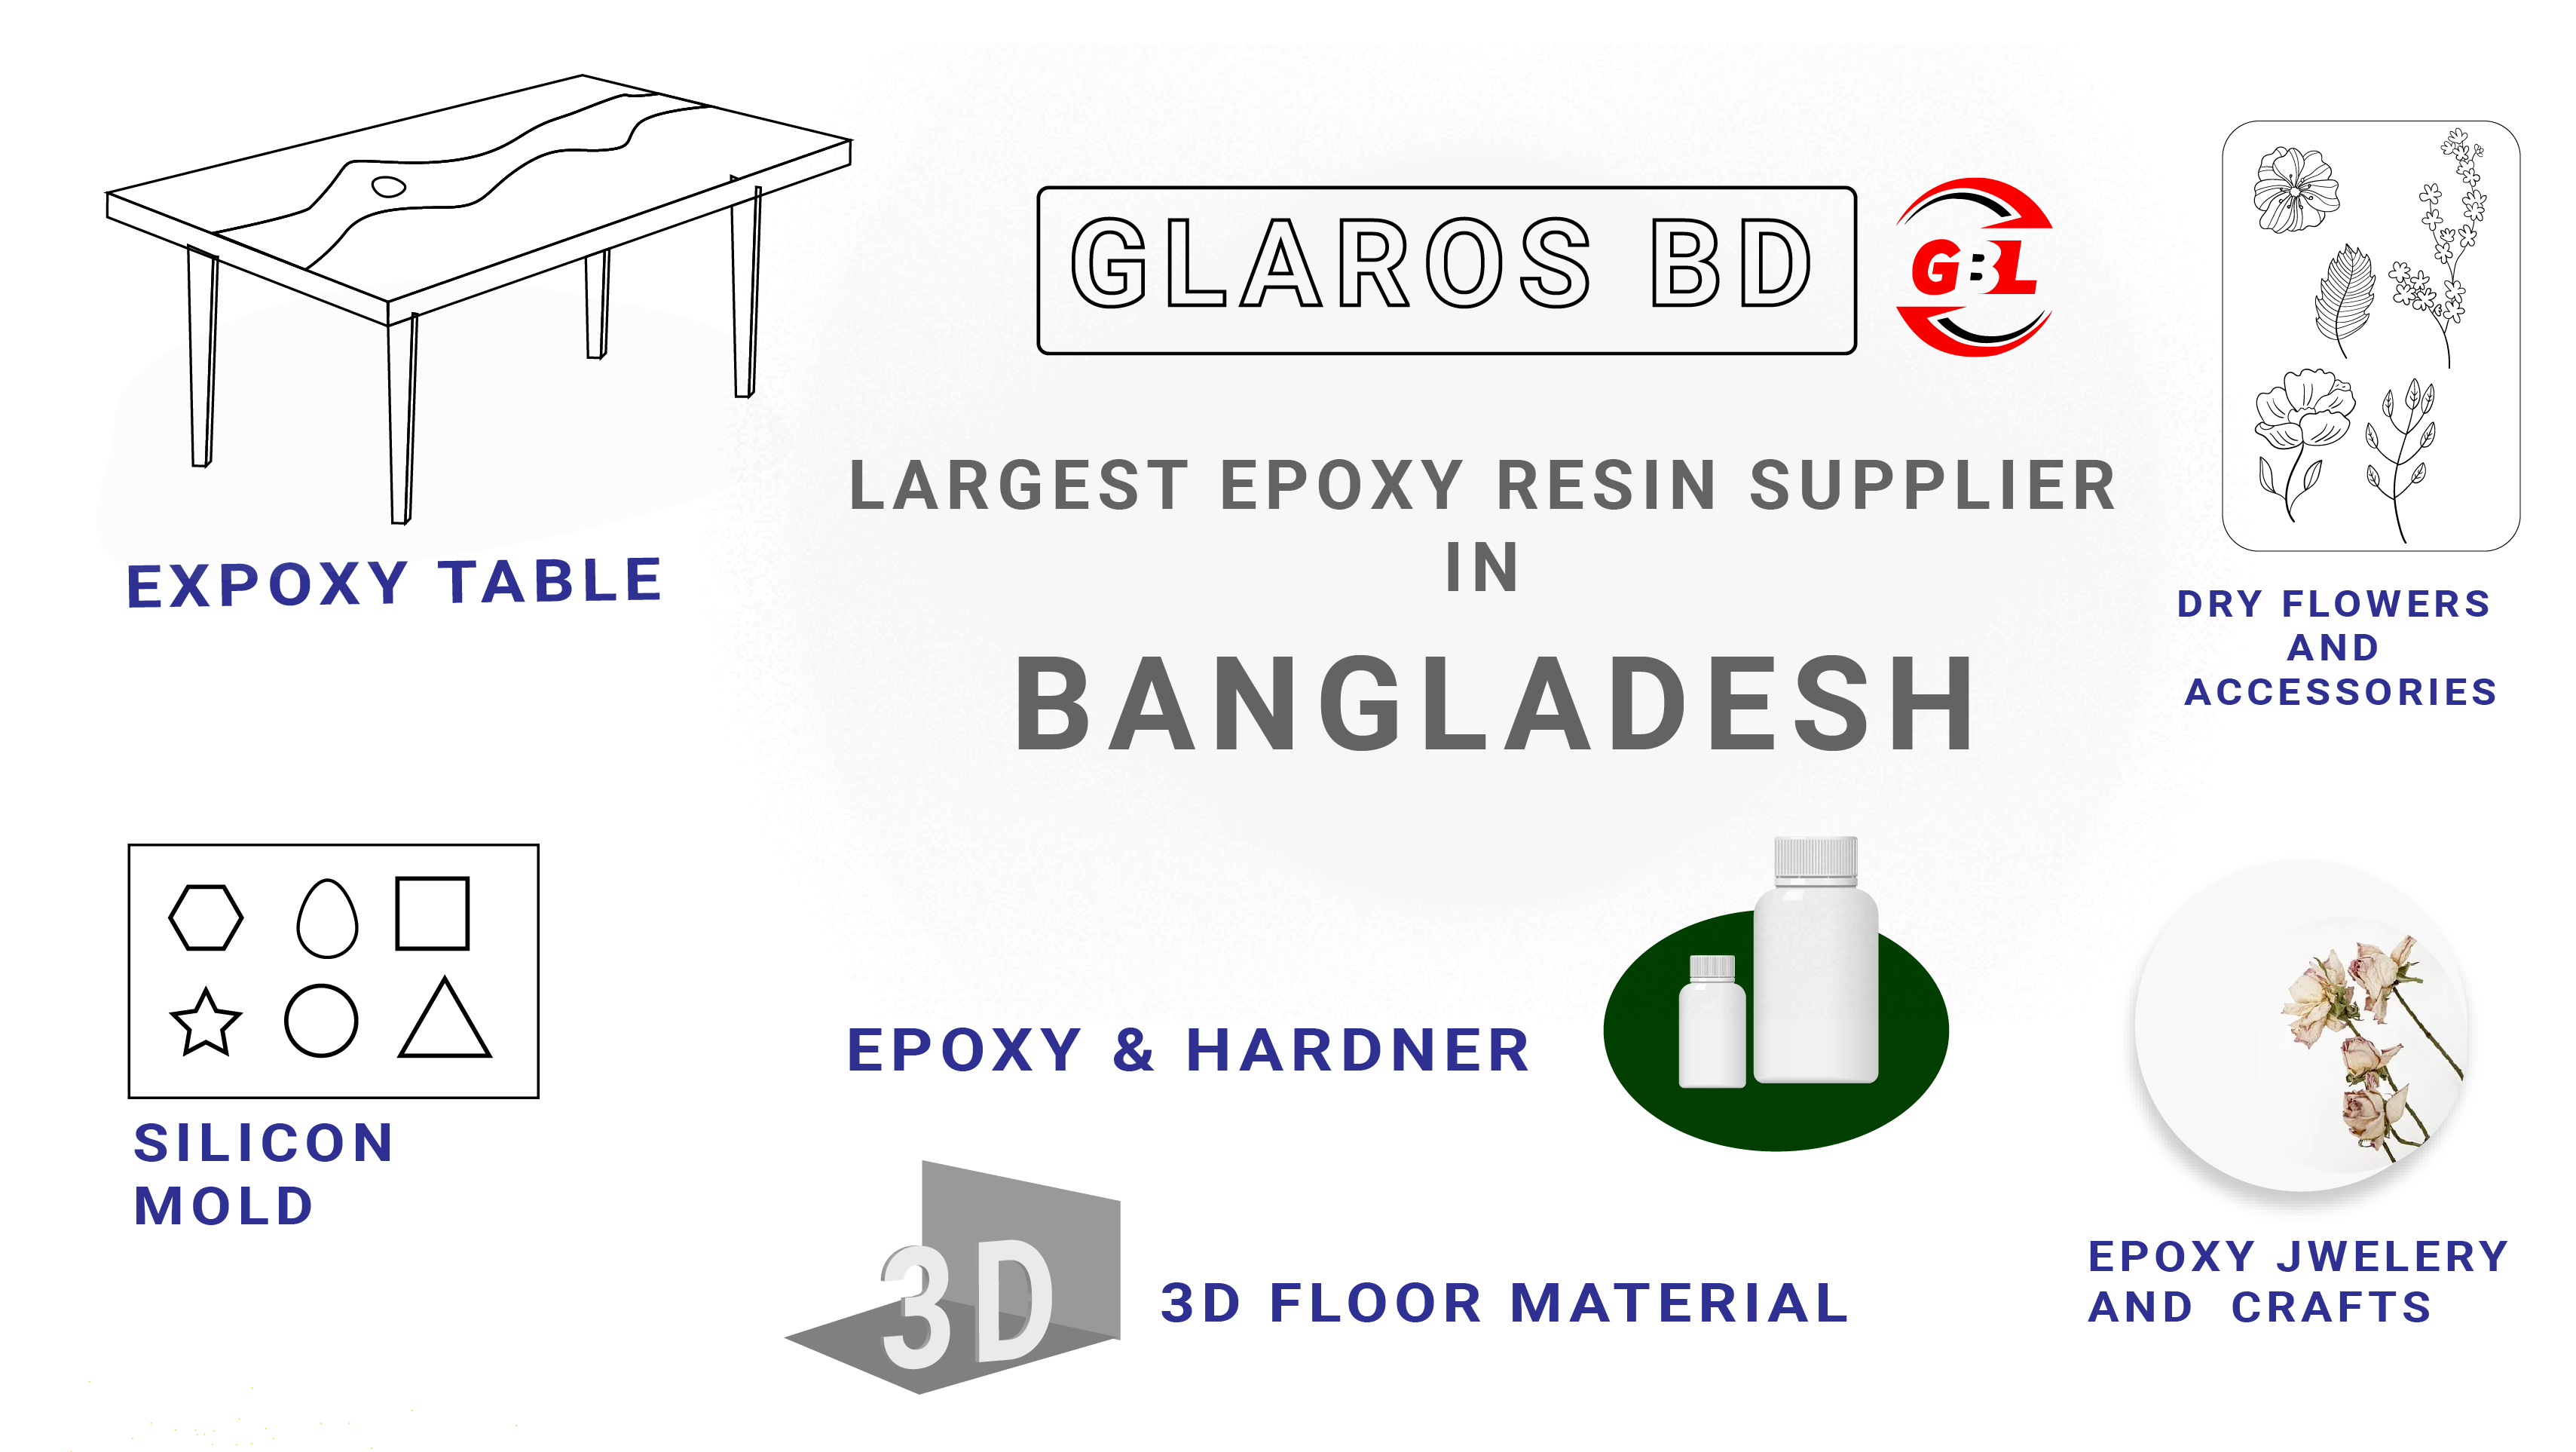 GLAROS BD
GBL
LARGEST EPOXY RESIN SUPPLIER
IN
BANGLADESH
EXPOXY TABLE
DRY FLOWERS
AND
ACCESSORIES
SILICON
MOLD
EPOXY & HARDNER
3D
3D FLOOR MATERIAL
EPOXY JWELERY
AND CRAFTS